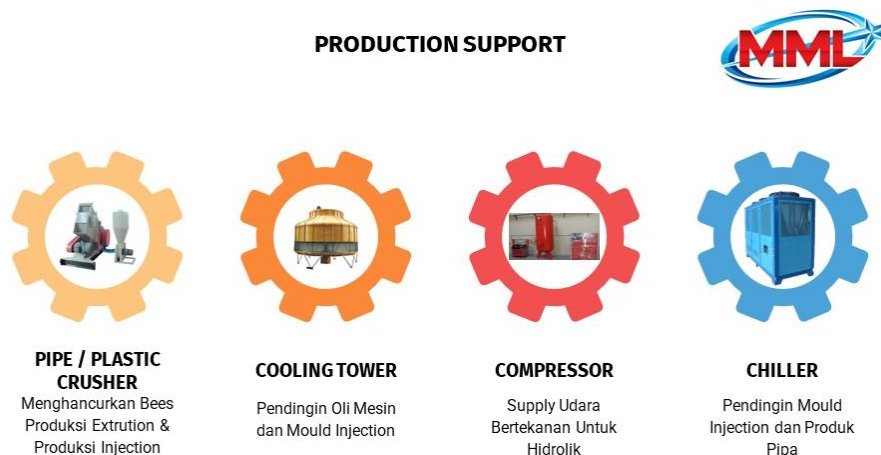 PRODUCTION SUPPORT
MML
PIPE / PLASTIC
CRUSHER
Menghancurkan Bees
Produksi Extrution &
Produksi Injection
COOLING TOWER
Pendingin Oli Mesin
dan Mould Injection
COMPRESSOR
Supply Udara
Bertekanan Untuk
Hidrolik
CHILLER
Pendingin Mould
Injection dan Produk
Pipa